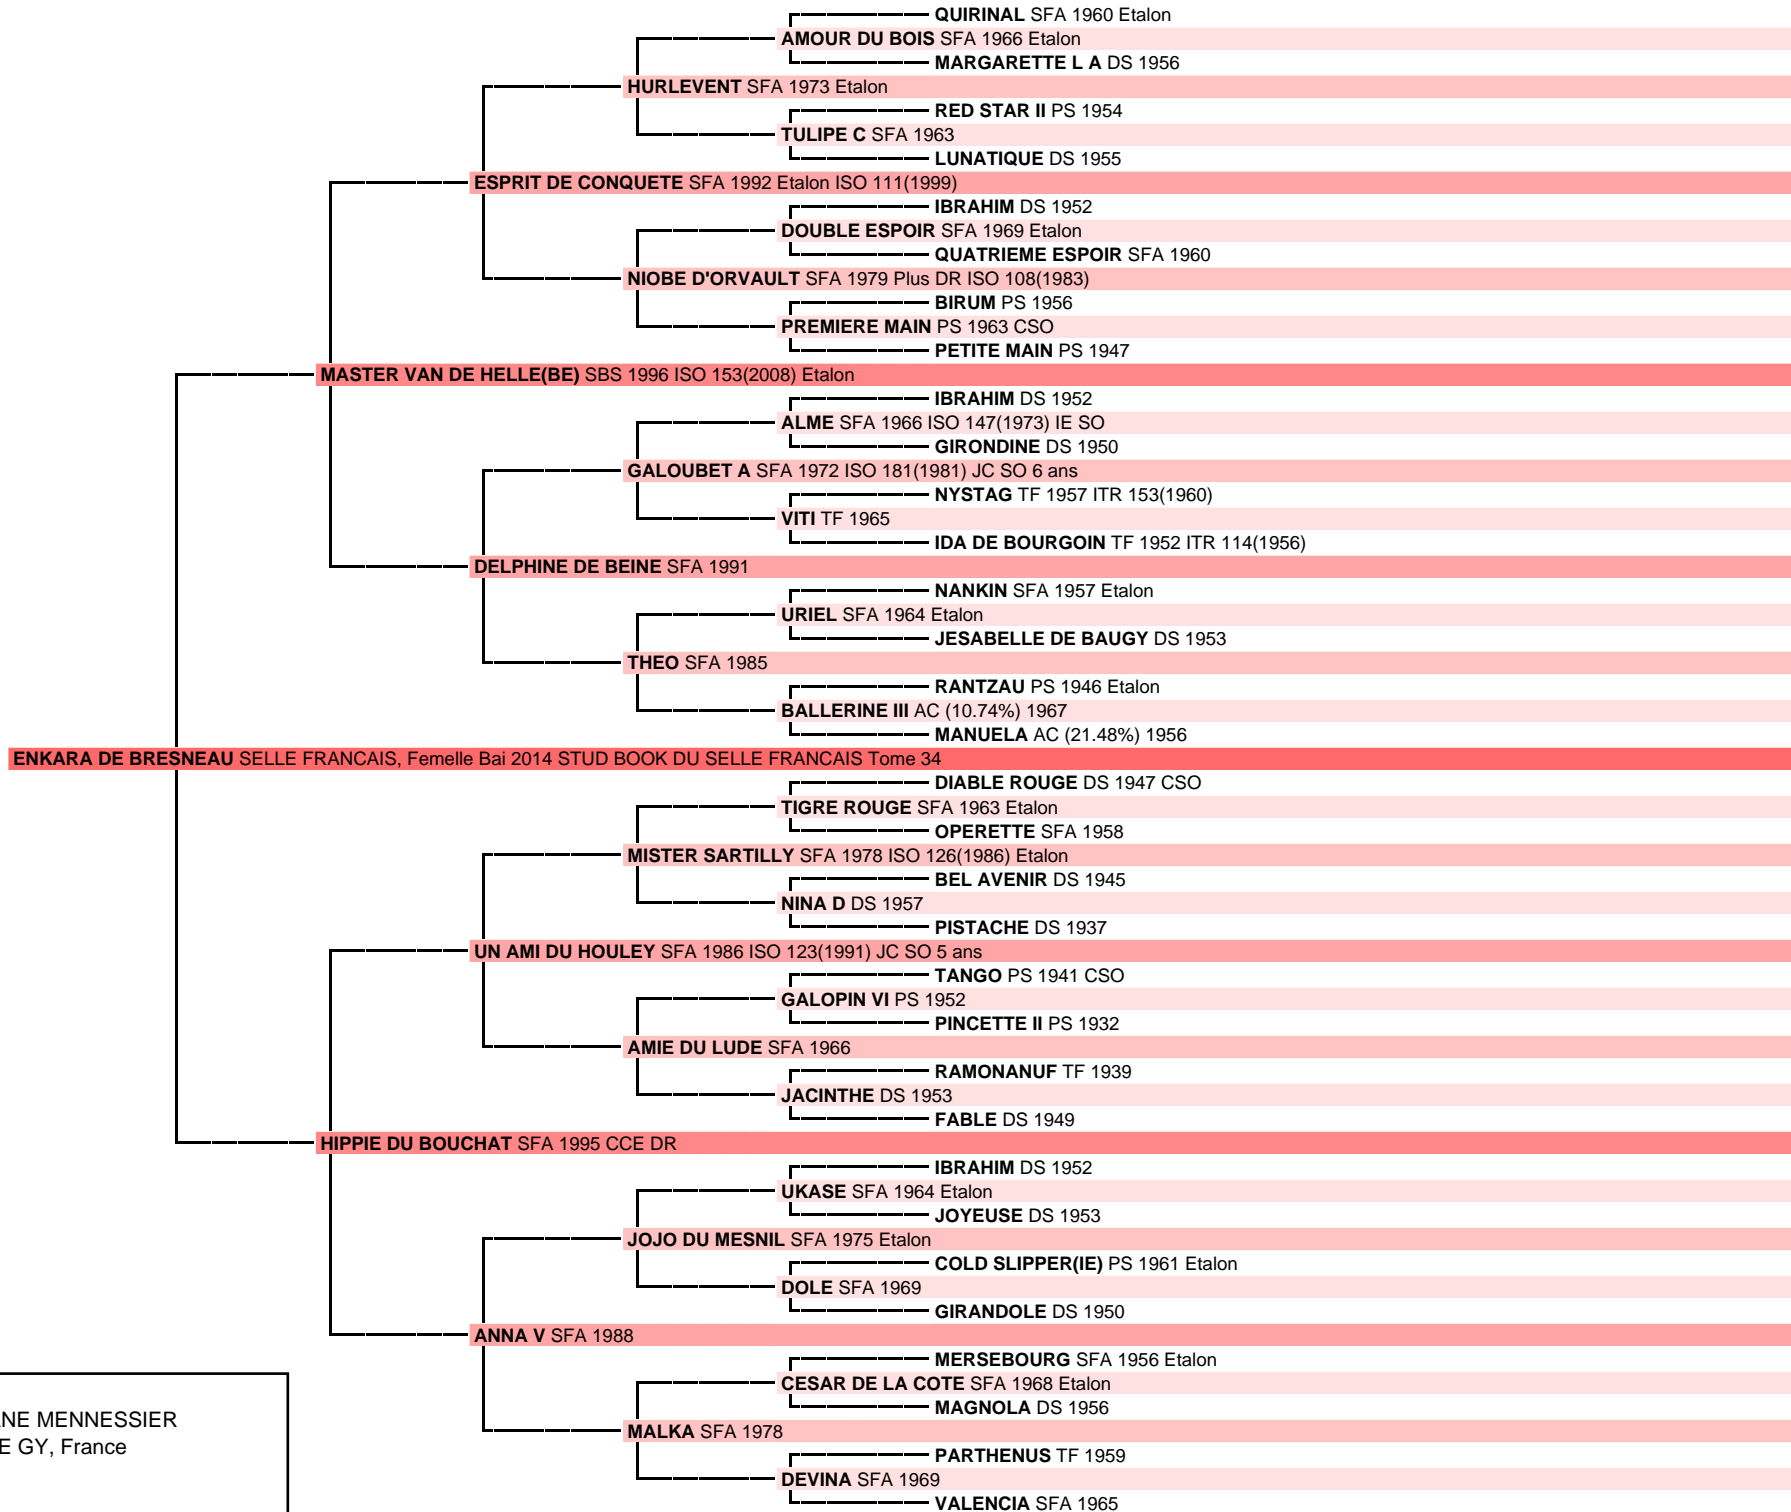 QUIRINAL SFA 1960 Etalon
AMOUR DU BOIS SFA 1966 Etalon
MARGARETTE L A DS 1956
HURLEVENT SFA 1973 Etalon
RED STAR II PS 1954
TULIPE C SFA 1963
LUNATIQUE DS 1955
ESPRIT DE CONQUETE SFA 1992 Etalon ISO 111(1999)
IBRAHIM DS 1952
DOUBLE ESPOIR SFA 1969 Etalon
QUATRIEME ESPOIR SFA 1960
NIOBE D'ORVAULT SFA 1979 Plus DR ISO 108(1983)
BIRUM PS 1956
PREMIERE MAIN PS 1963 CSO
PETITE MAIN PS 1947
MASTER VAN DE HELLE(BE) SBS 1996 ISO 153(2008) Etalon
IBRAHIM DS 1952
ALME SFA 1966 ISO 147(1973) IE SO
GIRONDINE DS 1950
GALOUBET A SFA 1972 ISO 181(1981) JC SO 6 ans
NYSTAG TF 1957 ITR 153(1960)
VITI TF 1965
IDA DE BOURGOIN TF 1952 ITR 114(1956)
DELPHINE DE BEINE SFA 1991
NANKIN SFA 1957 Etalon
URIEL SFA 1964 Etalon
JESABELLE DE BAUGY DS 1953
THEO SFA 1985
RANTZAU PS 1946 Etalon
BALLERINE III AC (10.74%) 1967
MANUELA AC (21.48%) 1956
ENKARA DE BRESNEAU SELLE FRANCAIS, Femelle Bai 2014 STUD BOOK DU SELLE FRANCAIS Tome 34
DIABLE ROUGE DS 1947 CSO
TIGRE ROUGE SFA 1963 Etalon
OPERETTE SFA 1958
MISTER SARTILLY SFA 1978 ISO 126(1986) Etalon
BEL AVENIR DS 1945
NINA D DS 1957
PISTACHE DS 1937
UN AMI DU HOULEY SFA 1986 ISO 123(1991) JC SO 5 ans
TANGO PS 1941 CSO
GALOPIN VI PS 1952
PINCETTE II PS 1932
AMIE DU LUDE SFA 1966
RAMONANUF TF 1939
JACINTHE DS 1953
FABLE DS 1949
HIPPIE DU BOUCHAT SFA 1995 CCE DR
IBRAHIM DS 1952
UKASE SFA 1964 Etalon
JOYEUSE DS 1953
JOJO DU MESNIL SFA 1975 Etalon
COLD SLIPPER(IE) PS 1961 Etalon
DOLE SFA 1969
GIRANDOLE DS 1950
ANNA V SFA 1988
MERSEBOURG SFA 1956 Etalon
CESAR DE LA COTE SFA 1968 Etalon
MAGNOLA DS 1956
MALKA SFA 1978
PARTHENUS TF 1959
DEVINA SFA 1969
VALENCIA SFA 1965
MENNESSIER
GY, France